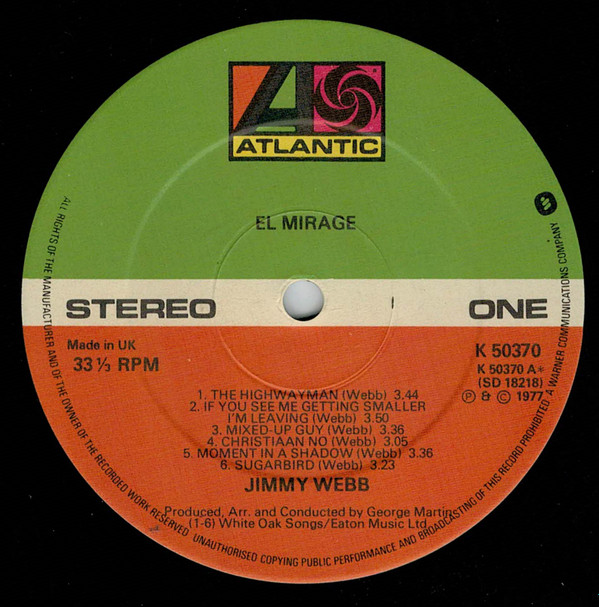 ATLANTIC
EL MIRAGE
STEREO
ONE
Made in UK
33⅓ RPM
K 50370
K 50370 A*
(SD 18218)
Ⓟ & © 1977
1. THE HIGHWAYMAN (Webb) 3.44
2. IF YOU SEE ME GETTING SMALLER
I'M LEAVING (Webb) 3.50
3. MIXED-UP GUY (Webb) 3.36
4. CHRISTIAAN NO (Webb) 3.05
5. MOMENT IN A SHADOW (Webb) 3.36
6. SUGARBIRD (Webb) 3.23
JIMMY WEBB
Produced, Arr. and Conducted by George Martin
(1-6) White Oak Songs/Eaton Music Ltd.
ALL RIGHTS OF THE MANUFACTURER AND OF THE OWNER OF THE RECORDED WORK RESERVED UNAUTHORISED COPYING PUBLIC PERFORMANCE AND BROADCASTING OF THIS RECORD PROHIBITED A WARNER COMMUNICATIONS COMPANY